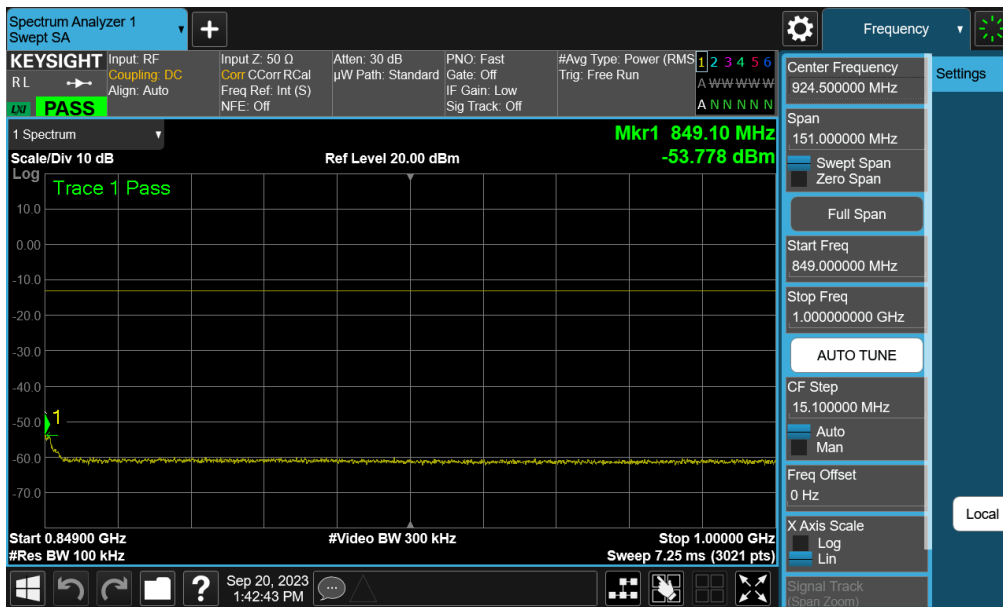 Spectrum Analyzer 1
Swept SA
+
Frequency
KEYSIGHT
RL
LXI
PASS
Input: RF
Coupling: DC
Align: Auto
Input Z: 50 Ω
Corr CCorr RCal
Freq Ref: Int (S)
NFE: Off
Atten: 30 dB
µW Path: Standard
PNO: Fast
Gate: Off
IF Gain: Low
Sig Track: Off
#Avg Type: Power (RMS
Trig: Free Run
1 2 3 4 5 6
A W W W W W
A N N N N N
1 Spectrum
Mkr1 849.10 MHz
-53.778 dBm
Scale/Div 10 dB
Ref Level 20.00 dBm
Log
Trace 1 Pass
10.0
0.00
-10.0
-20.0
-30.0
-40.0
-50.0
-60.0
-70.0
1
Start 0.84900 GHz
#Res BW 100 kHz
#Video BW 300 kHz
Stop 1.00000 GHz
Sweep 7.25 ms (3021 pts)
Sep 20, 2023
1:42:43 PM
?
Center Frequency
924.500000 MHz
Span
151.000000 MHz
Swept Span
Zero Span
Full Span
Start Freq
849.000000 MHz
Stop Freq
1.000000000 GHz
AUTO TUNE
CF Step
15.100000 MHz
Auto
Man
Freq Offset
0 Hz
X Axis Scale
Log
Lin
Signal Track
(Span Zoom)
Settings
Local